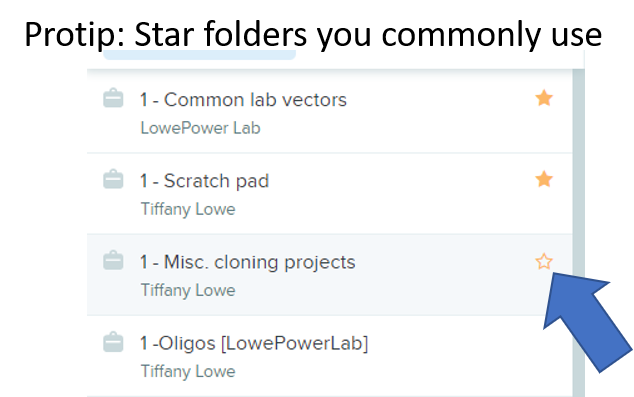 Protip: Star folders you commonly use
1 - Common lab vectors
LowePower Lab
1 - Scratch pad
Tiffany Lowe
1 - Misc. cloning projects
Tiffany Lowe
1 -Oligos [LowePowerLab]
Tiffany Lowe